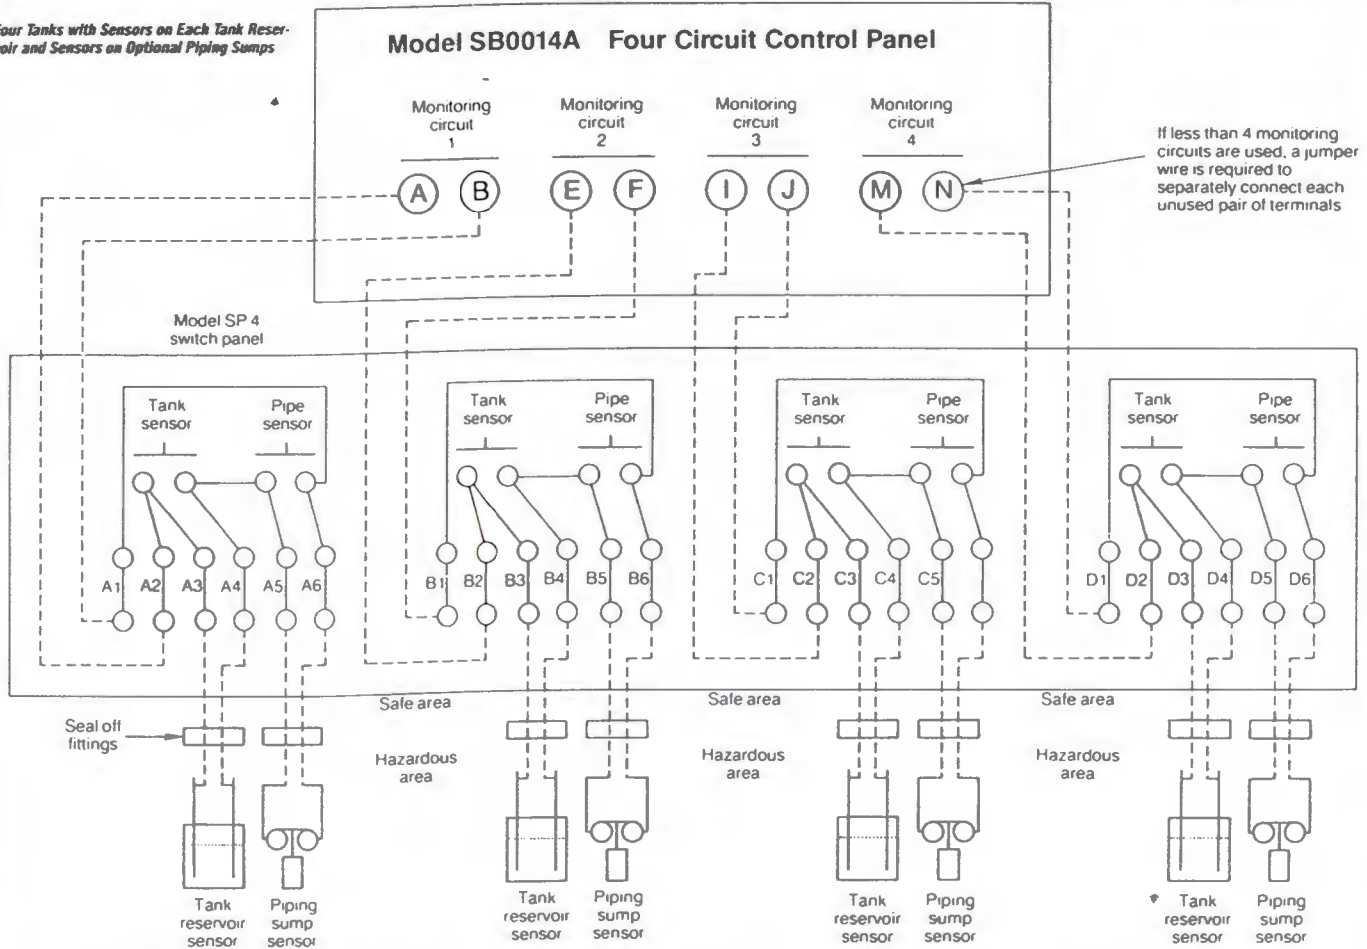 Four Tanks with Sensors on Each Tank Reser-
voir and Sensors on Optional Piping Sumps
Model SB0014A Four Circuit Control Panel
Monitoring
circuit
1
Monitoring
circuit
2
Monitoring
circuit
3
Monitoring
circuit
4
A B E F I J M N
If less than 4 monitoring
circuits are used, a jumper
wire is required to
separately connect each
unused pair of terminals
Model SP 4
switch panel
Tank
sensor
Pipe
sensor
Tank
sensor
Pipe
sensor
Tank
sensor
Pipe
sensor
Tank
sensor
Pipe
sensor
A1 A2 A3 A4 A5 A6
B1 B2 B3 B4 B5 B6
C1 C2 C3 C4 C5
D1 D2 D3 D4 D5 D6
Safe area
Safe area
Safe area
Seal off
fittings
Hazardous
area
Hazardous
area
Hazardous
area
Tank
reservoir
sensor
Piping
sump
sensor
Tank
reservoir
sensor
Piping
sump
sensor
Tank
reservoir
sensor
Piping
sump
sensor
Tank
reservoir
sensor
Piping
sump
sensor